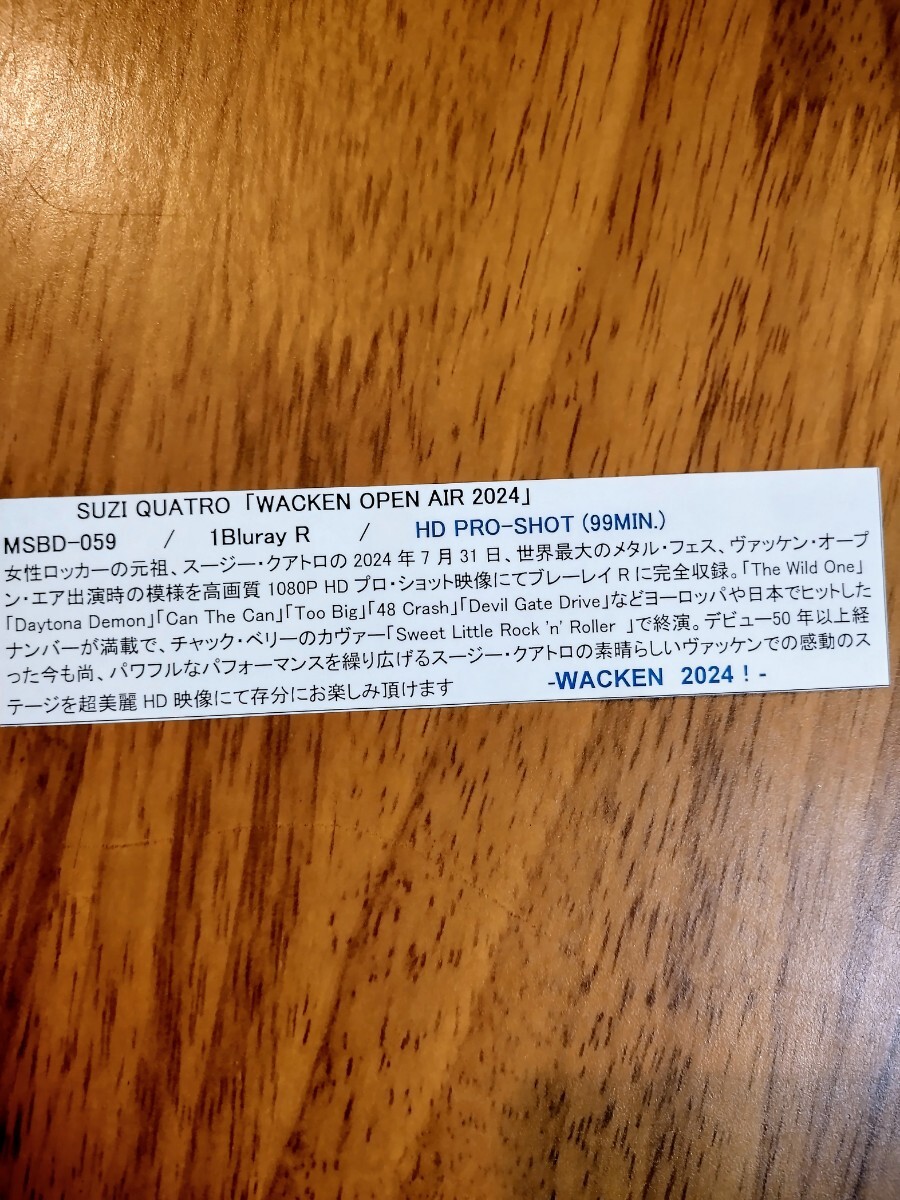 SUZI QUATRO 「WACKEN OPEN AIR 2024」
MSBD-059 / 1Bluray R / HD PRO-SHOT (99MIN.)
女性ロッカーの元祖、スージー・クアトロの 2024 年 7 月 31 日、世界最大のメタル・フェス、ヴァッケン・オープ
ン・エア出演時の模様を高画質 1080P HD プロ・ショット映像にてブルーレイ R に完全収録。「The Wild One」
「Daytona Demon」「Can The Can」「Too Big」「48 Crash」「Devil Gate Drive」などヨーロッパや日本でヒットした
ナンバーが満載で、チャック・ベリーのカヴァー「Sweet Little Rock 'n' Roller 」で終演。デビュー50 年以上経
った今も尚、パワフルなパフォーマンスを繰り広げるスージー・クアトロの素晴らしいヴァッケンでの感動のス
テージを超美麗 HD 映像にて存分にお楽しみ頂けます -WACKEN 2024 ! -